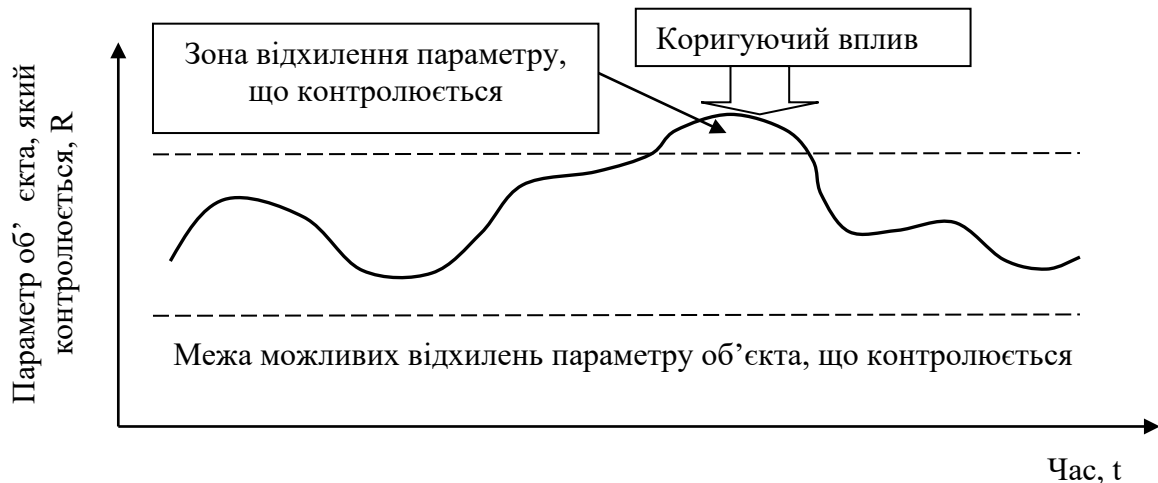 Параметр об’ єкта, який
контролюється, R
Зона відхилення параметру,
що контролюється
Коригуючий вплив
Межа можливих відхилень параметру об’єкта, що контролюється
Час, t